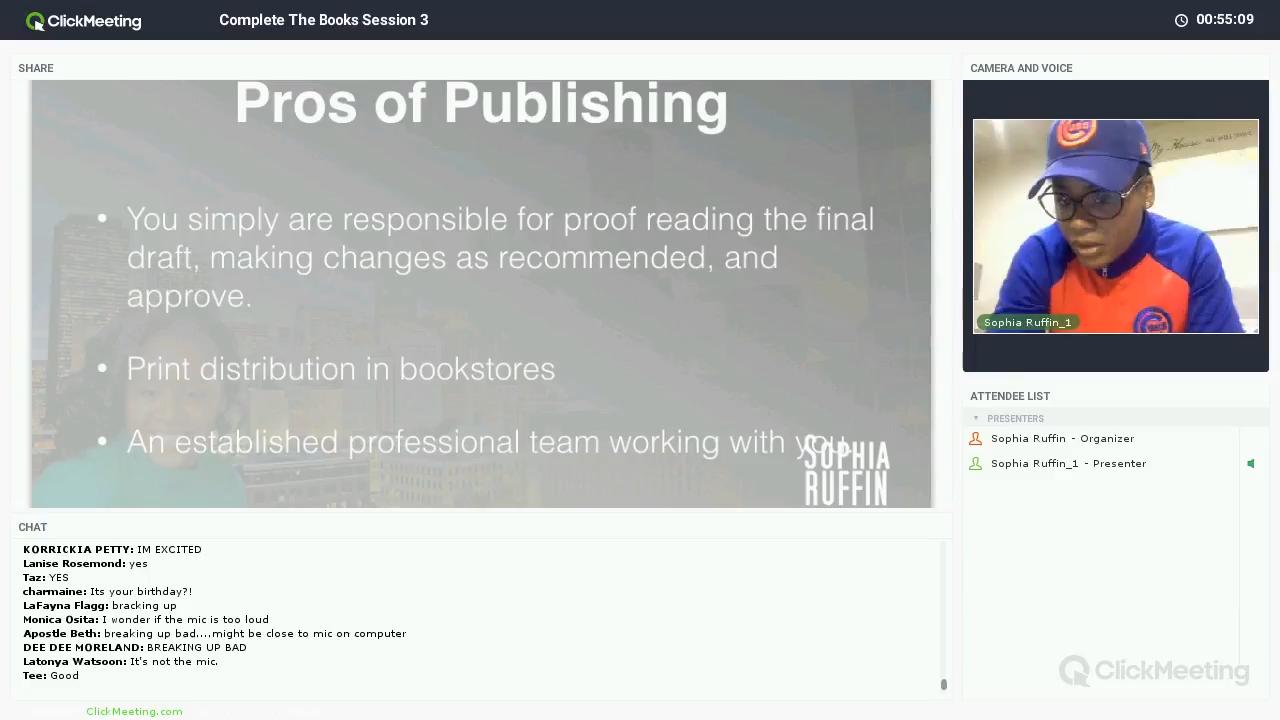 ClickMeeting
Complete The Books Session 3
00:55:09
SHARE
Pros of Publishing
• You simply are responsible for proof reading the final
draft, making changes as recommended, and
approve.
• Print distribution in bookstores
• An established professional team working with you.
SOPHIA
RUFFIN
CAMERA AND VOICE
My House
Sophia Ruffin_1
ATTENDEE LIST
PRESENTERS
Sophia Ruffin - Organizer
Sophia Ruffin_1 - Presenter
CHAT
KORRICKIA PETTY: IM EXCITED
Lanise Rosemond: yes
Taz: YES
charmaine: Its your birthday?!
LaFayna Flagg: bracking up
Monica Osita: I wonder if the mic is too loud
Apostle Beth: breaking up bad....might be close to mic on computer
DEE DEE MORELAND: BREAKING UP BAD
Latonya Watsoon: It's not the mic.
Tee: Good
ClickMeeting
ClickMeeting.com